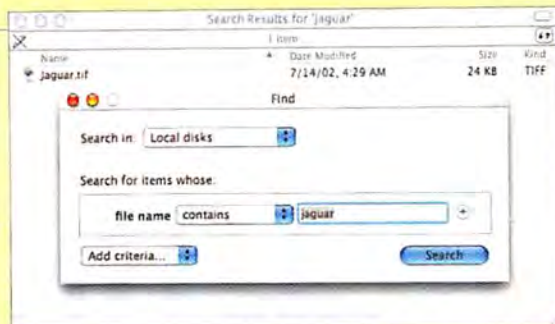 Search Results for 'jaguar'
1 item
Name Date Modified Size Kind
Jaguar.tif 7/14/02, 4:29 AM 24 KB TIFF
Find
Search in: Local disks
Search for items whose:
file name contains jaguar
Add criteria... Search